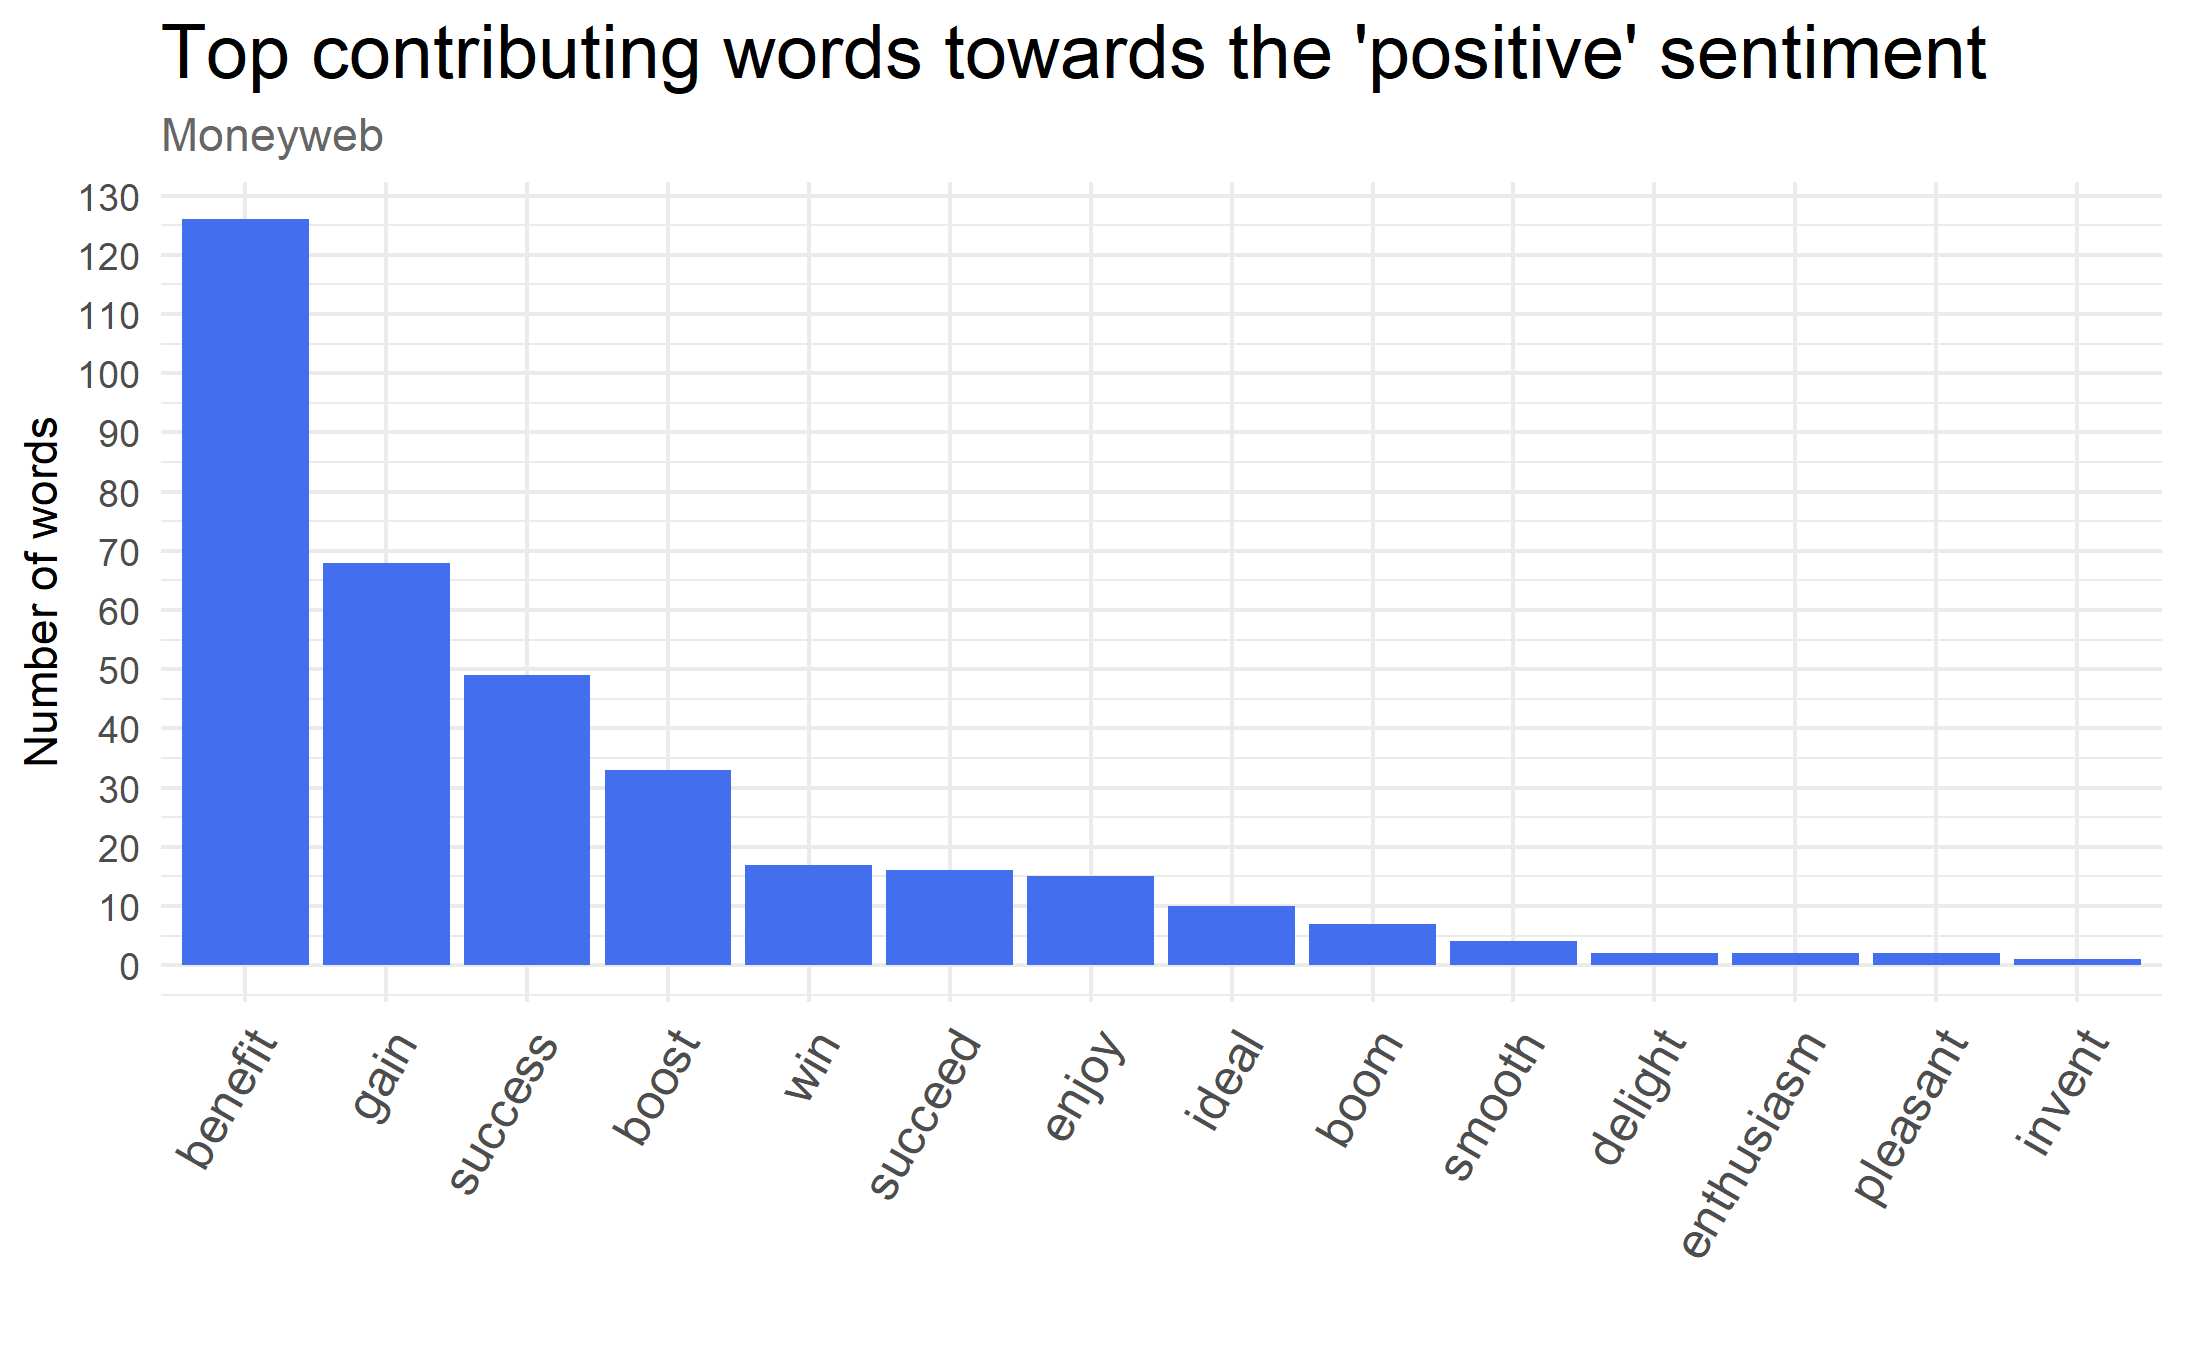 Top contributing words towards the 'positive' sentiment
Moneyweb
Number of words
130
120
110
100
90
80
70
60
50
40
30
20
10
0
benefit
gain
success
boost
win
succeed
enjoy
ideal
boom
smooth
delight
enthusiasm
pleasant
invent